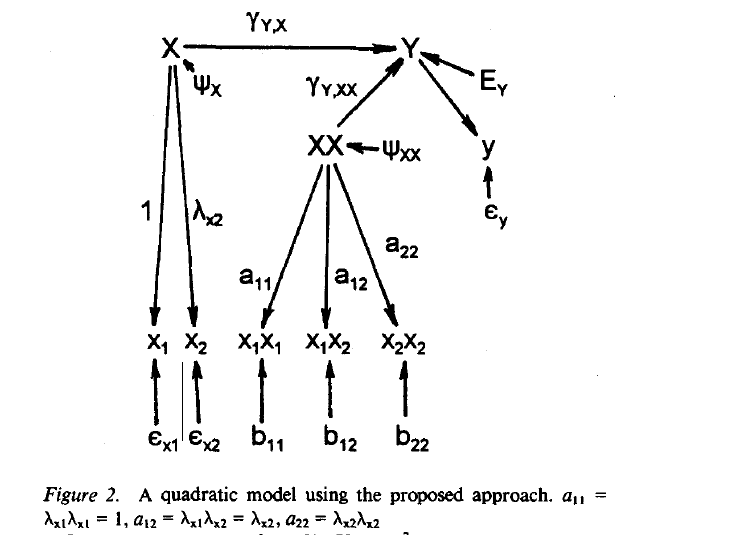 γY,X
X Y
ψX EY
γY,XX
XX ψXX y
1 λx2 ϵy
a22
a11 a12
x1 x2 x1x1 x1x2 x2x2
ϵx1 ϵx2 b11 b12 b22
Figure 2. A quadratic model using the proposed approach. a11 =
λx1λx1 = 1, a12 = λx1λx2 = λx2, a22 = λx2λx2